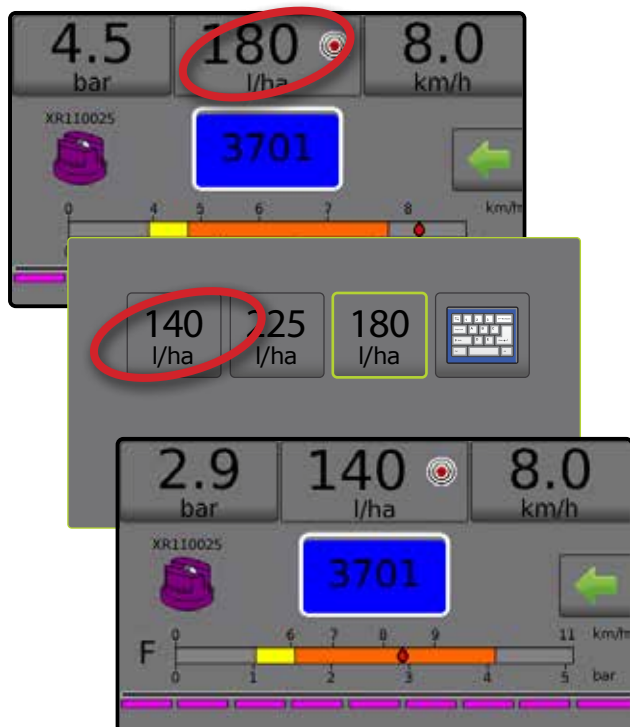 4.5 180 8.0
bar l/ha km/h
XR110025
3701
0 4 5 6 7 8 km/h
140 225 180
l/ha l/ha l/ha
2.9 140 8.0
bar l/ha km/h
XR110025
3701
0 6 7 8 9 11 km/h
F
0 1 2 3 4 5 bar